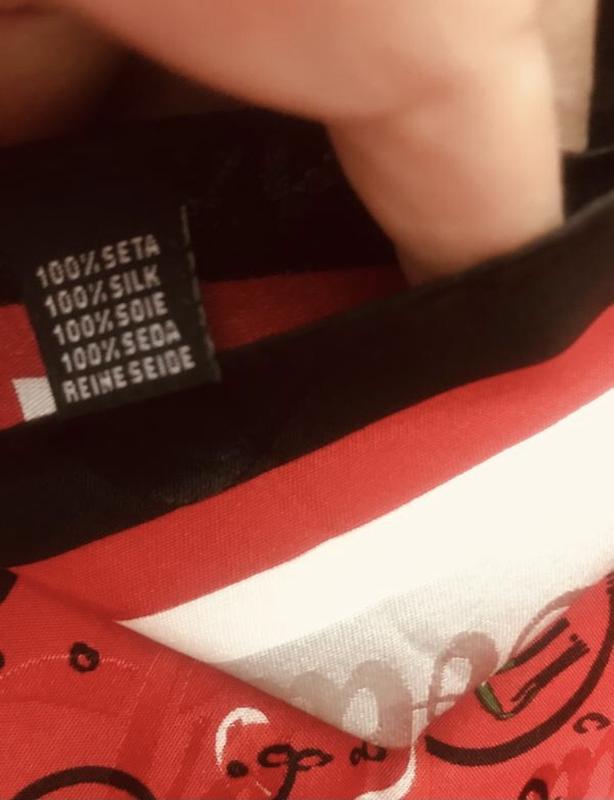 100% SETA
100% SILK
100% SOIE
100% SEDA
REINE SEIDE